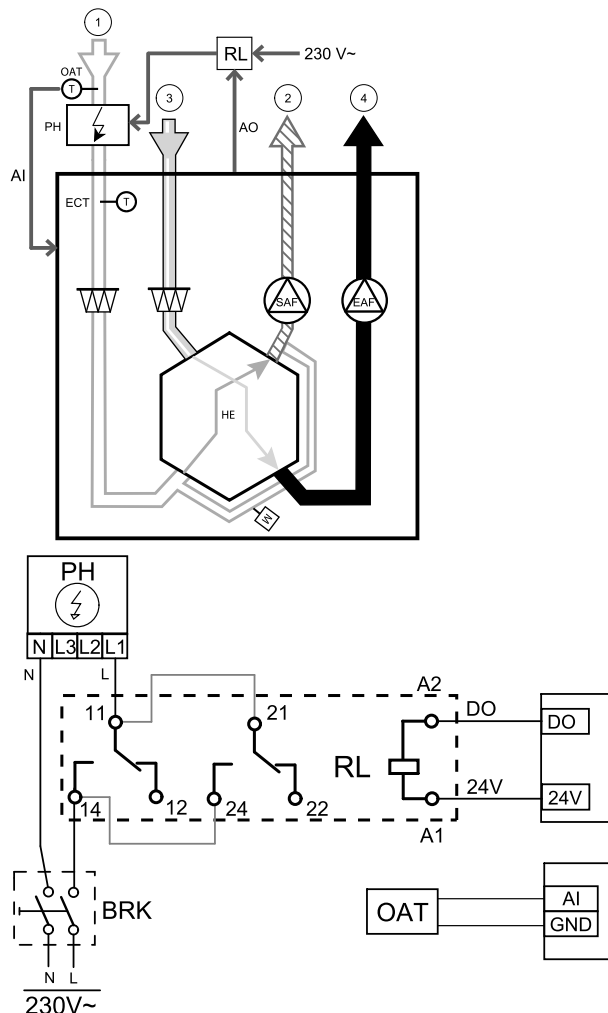 1
OAT
T
RL
230 V~
PH
3
2
4
AO
AI
ECT
T
SAF
EAF
HE
M
PH
N L3 L2 L1
N
L
11
21
A2
DO
DO
RL
14
12
24
22
24V
24V
A1
BRK
OAT
AI
GND
N L
230V~